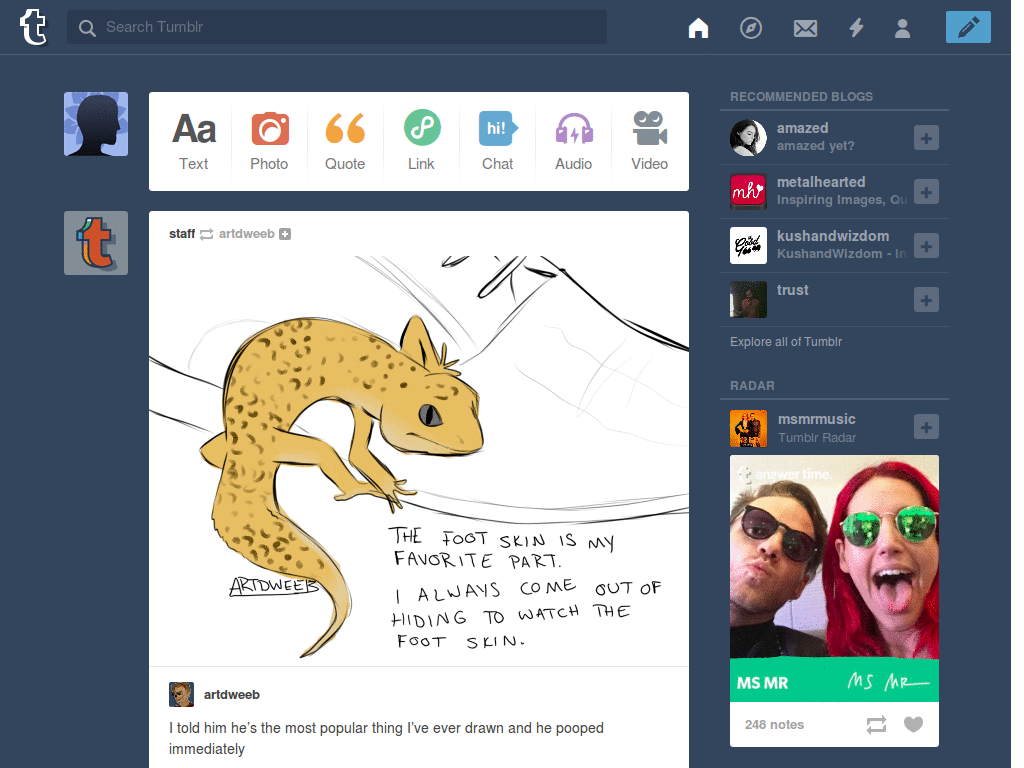 t
Search Tumblr
Aa
hi!
Text
Photo
Quote
Link
Chat
Audio
Video
t
staff artdweeb
THE FOOT SKIN IS MY
FAVORITE PART.
I ALWAYS COME OUT OF
HIDING TO WATCH THE
FOOT SKIN.
ARTDWEEB
artdweeb
I told him he's the most popular thing I've ever drawn and he pooped
immediately
RECOMMENDED BLOGS
amazed
amazed yet?
mh
metalhearted
Inspiring Images, Qu
kushandwizdom
KushandWizdom - In
trust
Explore all of Tumblr
RADAR
msmrmusic
Tumblr Radar
t answer time.
MS MR
MS MR
248 notes